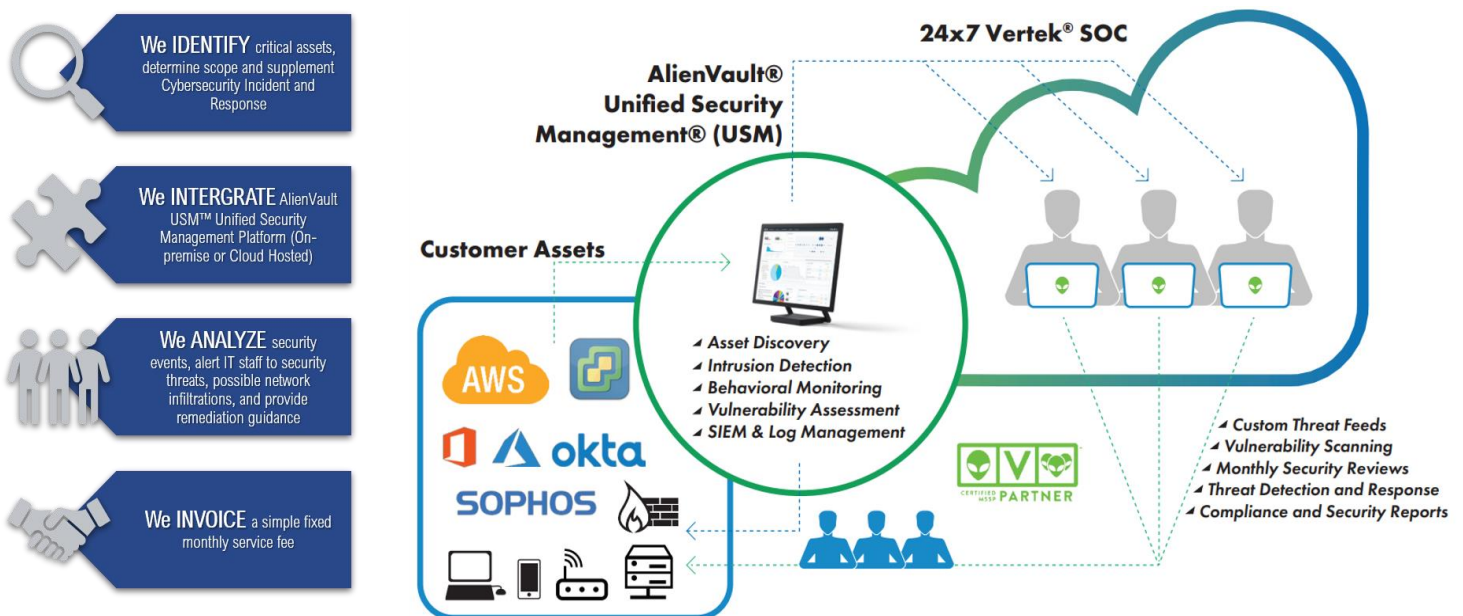 We IDENTIFY critical assets,
determine scope and supplement
Cybersecurity Incident and
Response
We INTERGRATE AlienVault
USM™ Unified Security
Management Platform (On-
premise or Cloud Hosted)
We ANALYZE security
events, alert IT staff to security
threats, possible network
infiltrations, and provide
remediation guidance
We INVOICE a simple fixed
monthly service fee
24x7 Vertek® SOC
AlienVault®
Unified Security
Management® (USM)
Customer Assets
AWS
okta
SOPHOS
Asset Discovery
Intrusion Detection
Behavioral Monitoring
Vulnerability Assessment
SIEM & Log Management
V
CERTIFIED
MSSP PARTNER
Custom Threat Feeds
Vulnerability Scanning
Monthly Security Reviews
Threat Detection and Response
Compliance and Security Reports